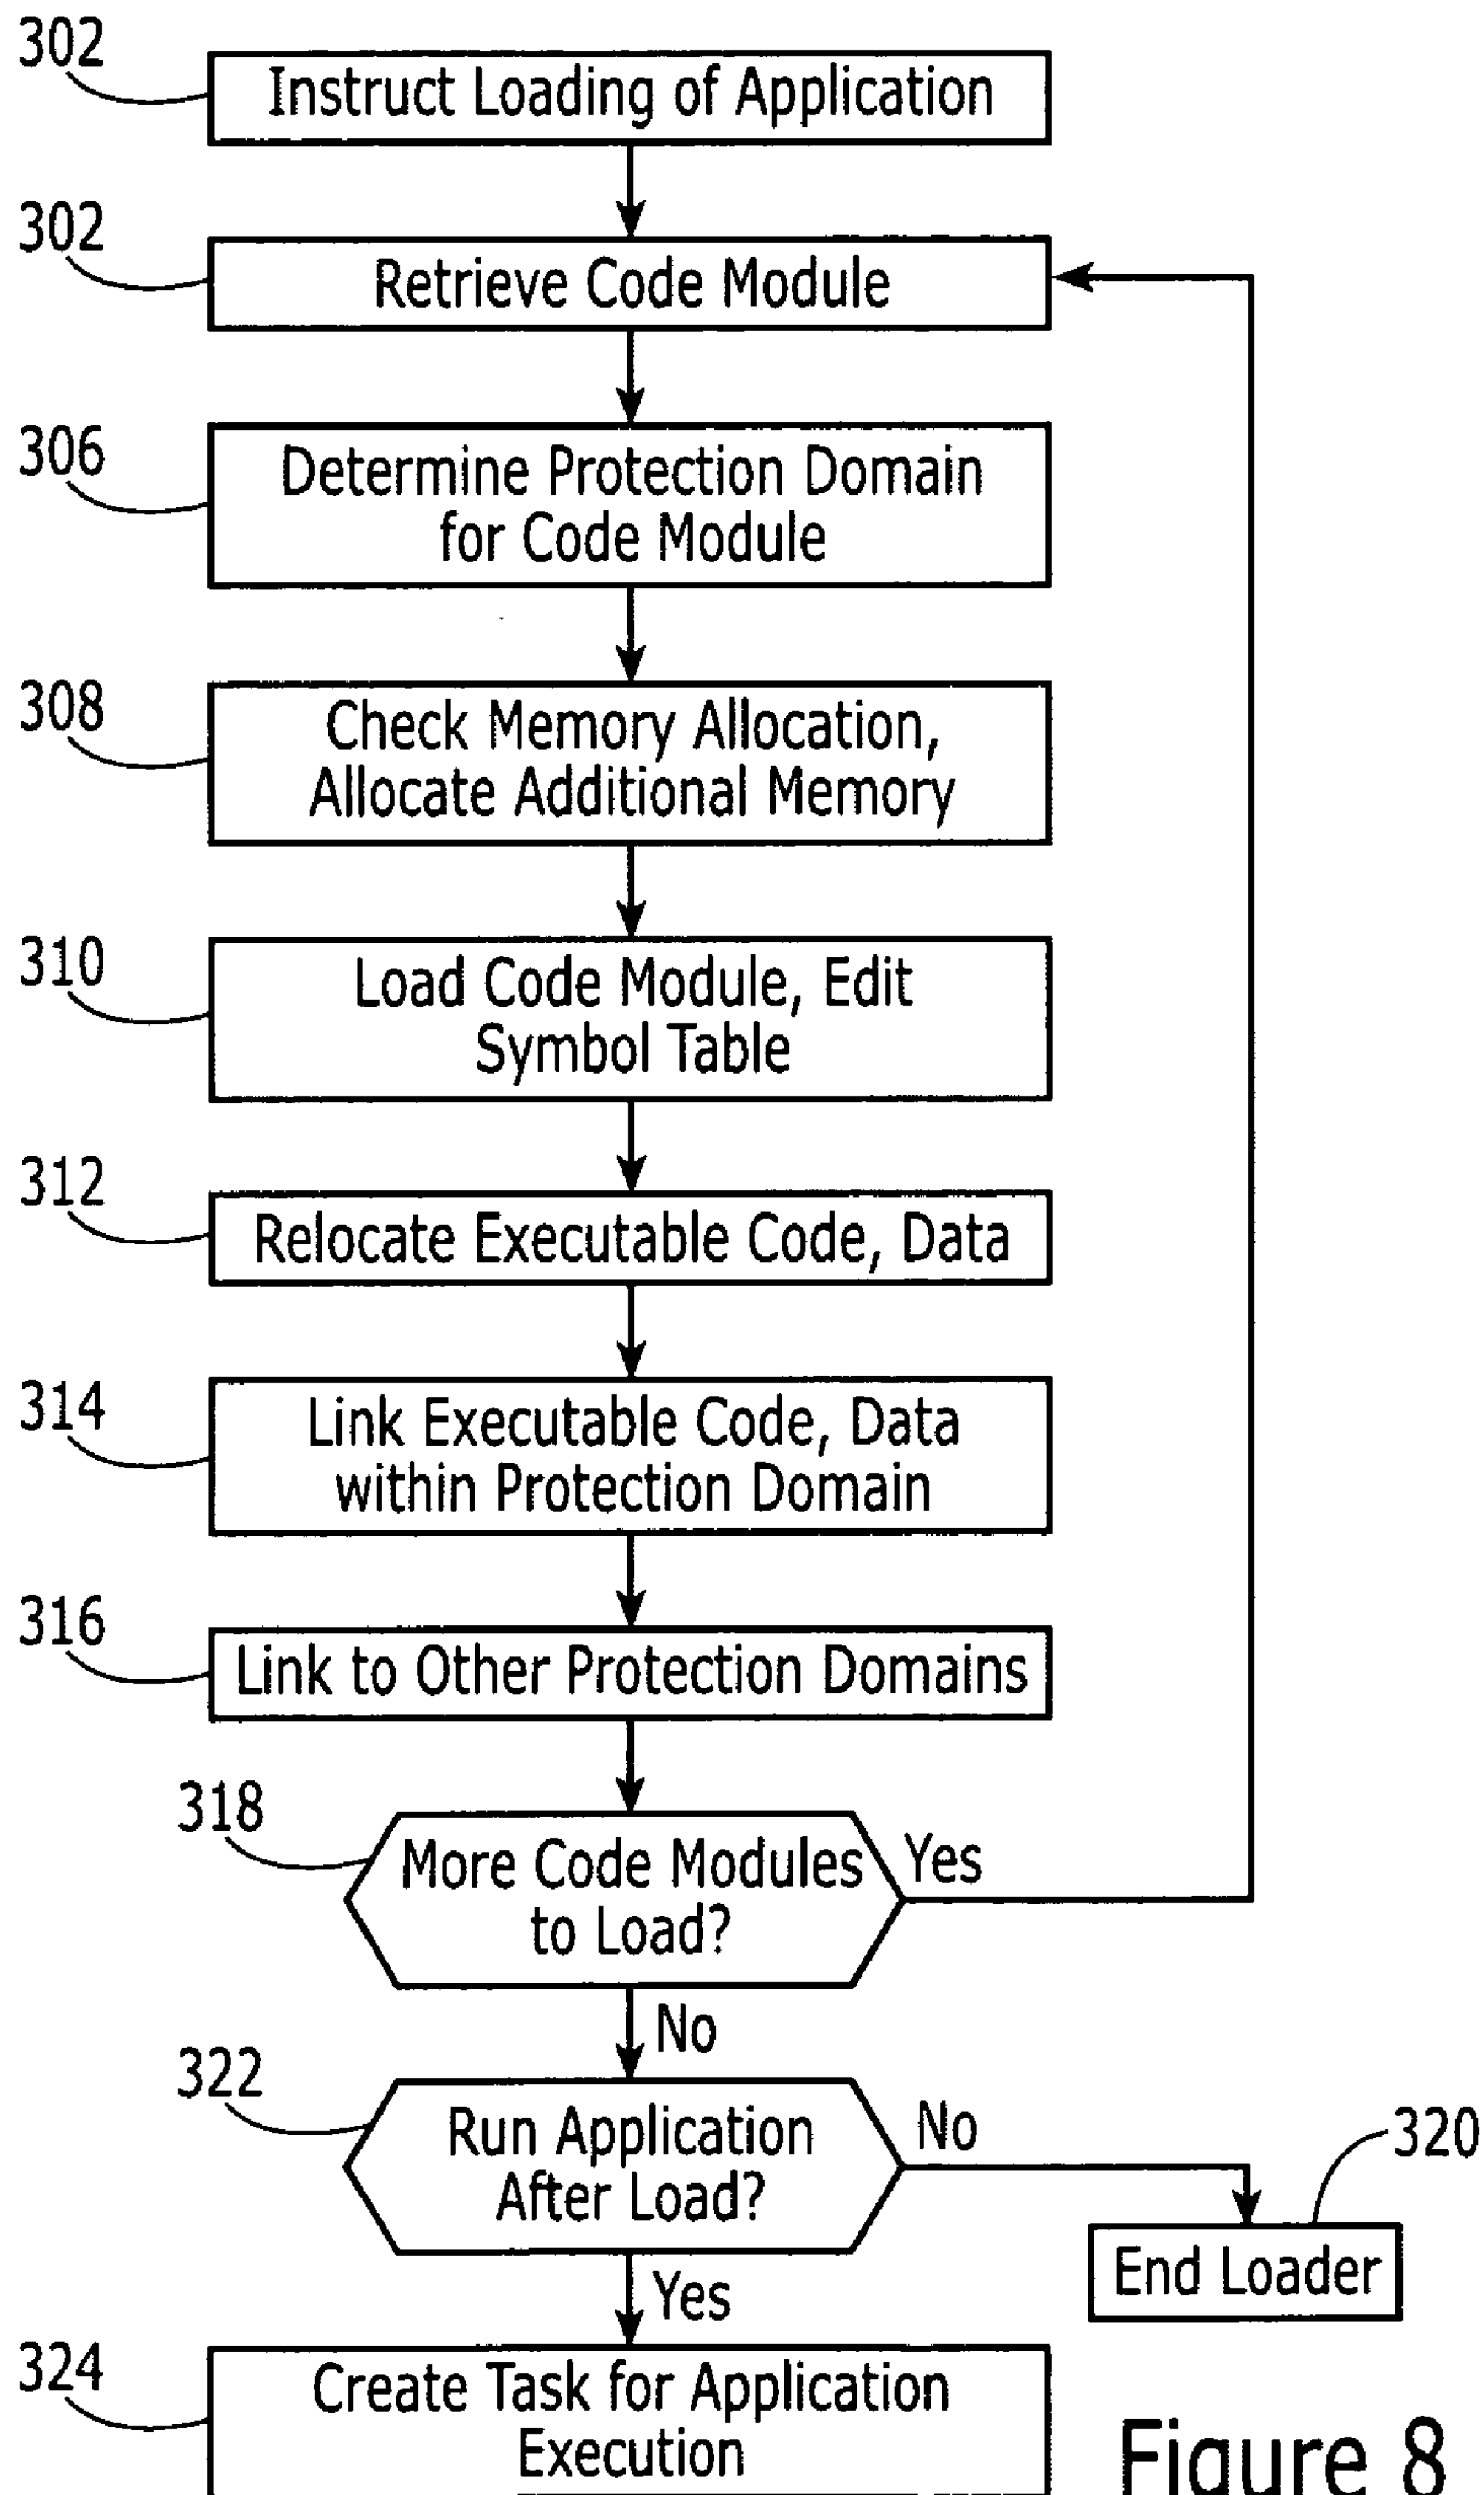 302
Instruct Loading of Application
302
Retrieve Code Module
306
Determine Protection Domain
for Code Module
308
Check Memory Allocation,
Allocate Additional Memory
310
Load Code Module, Edit
Symbol Table
312
Relocate Executable Code, Data
314
Link Executable Code, Data
within Protection Domain
316
Link to Other Protection Domains
318
More Code Modules
to Load?
Yes
No
322
Run Application
After Load?
No
320
End Loader
Yes
324
Create Task for Application
Execution
Figure 8